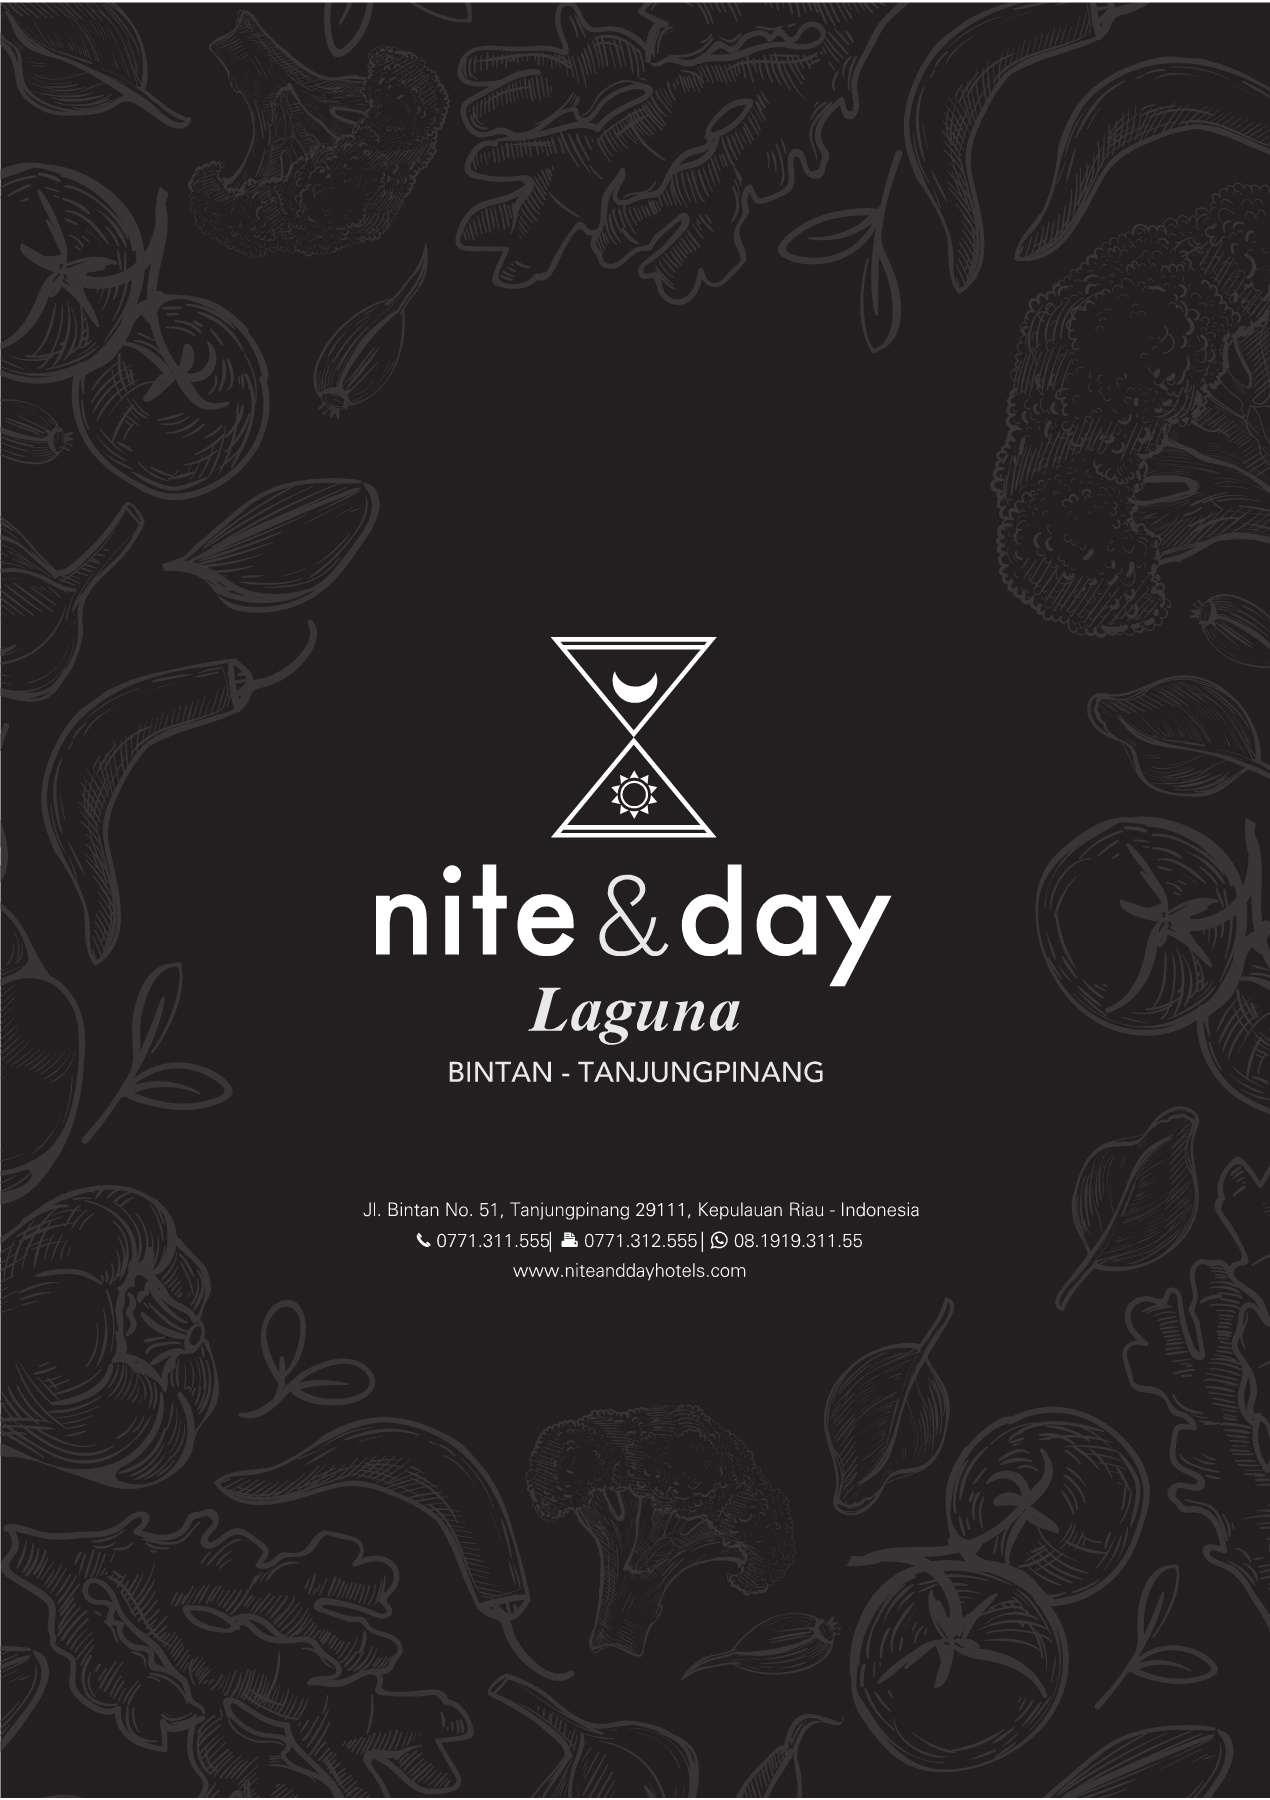 nite & day
Laguna
BINTAN - TANJUNGPINANG
Jl. Bintan No. 51, Tanjungpinang 29111, Kepulauan Riau - Indonesia
0771.311.555| 0771.312.555| 08.1919.311.55
www.niteanddayhotels.com